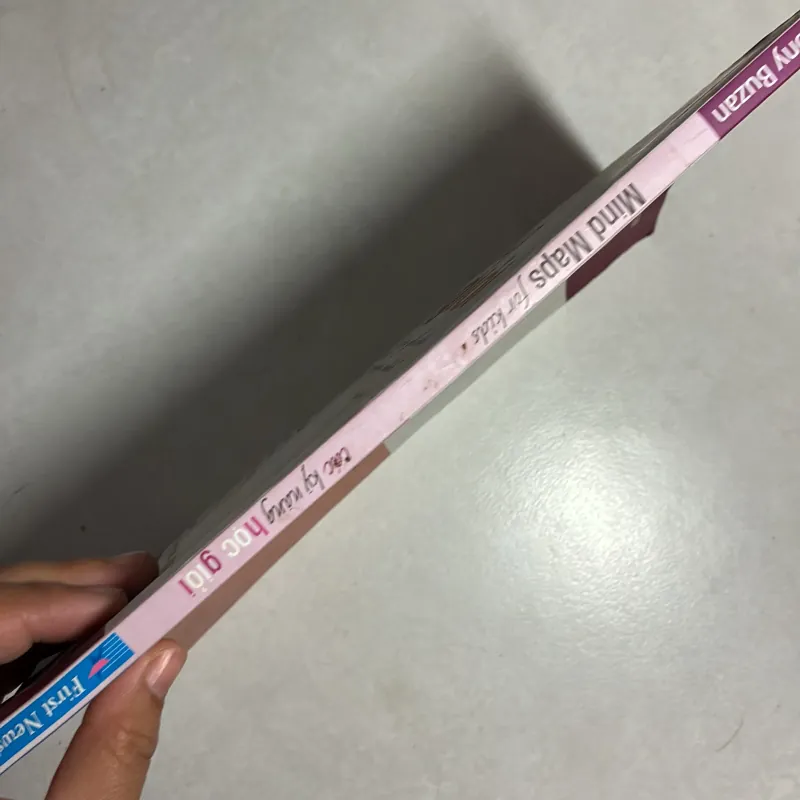 ony Buzan
Mind Maps for kids
các kỹ năng học giỏi
First News